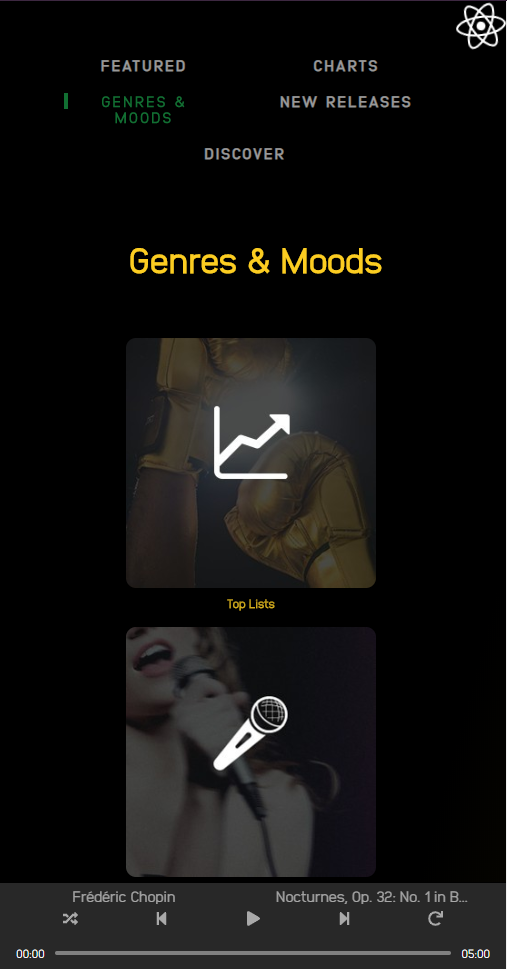 FEATURED
CHARTS
GENRES &
MOODS
NEW RELEASES
DISCOVER
Genres & Moods
Top Lists
Frédéric Chopin
Nocturnes, Op. 32: No. 1 in B...
00:00
05:00